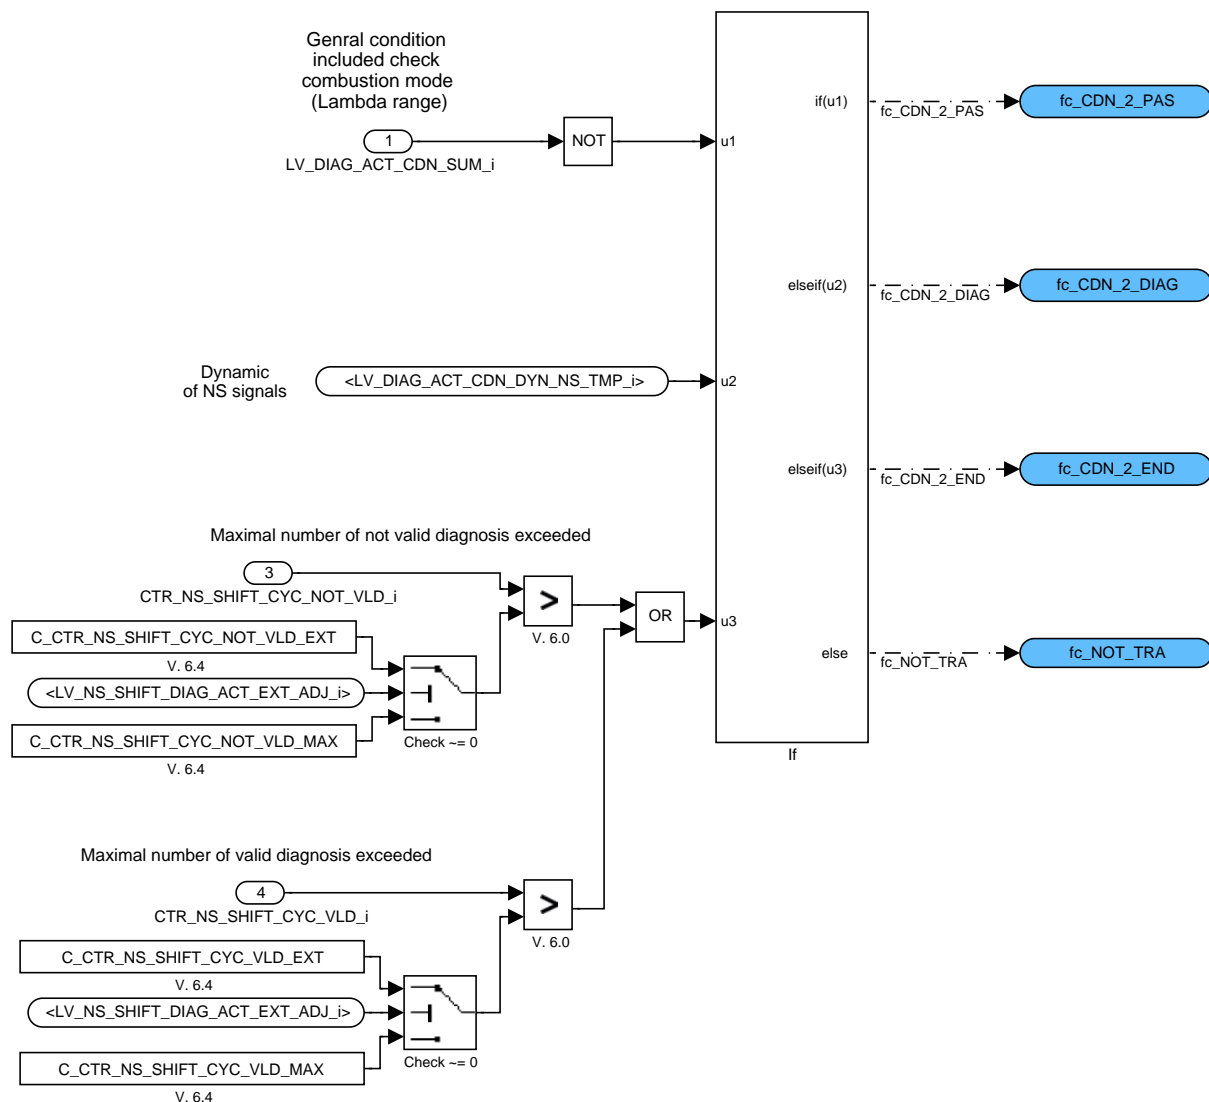 Genral condition
included check
combustion mode
(Lambda range)
1
LV_DIAG_ACT_CDN_SUM_i
NOT
u1
if(u1)
fc_CDN_2_PAS
fc_CDN_2_PAS
elseif(u2)
fc_CDN_2_DIAG
fc_CDN_2_DIAG
Dynamic
of NS signals
<LV_DIAG_ACT_CDN_DYN_NS_TMP_i>
u2
elseif(u3)
fc_CDN_2_END
fc_CDN_2_END
Maximal number of not valid diagnosis exceeded
3
CTR_NS_SHIFT_CYC_NOT_VLD_i
>
V. 6.0
OR
u3
C_CTR_NS_SHIFT_CYC_NOT_VLD_EXT
V. 6.4
<LV_NS_SHIFT_DIAG_ACT_EXT_ADJ_i>
C_CTR_NS_SHIFT_CYC_NOT_VLD_MAX
V. 6.4
Check ~= 0
else
fc_NOT_TRA
fc_NOT_TRA
If
Maximal number of valid diagnosis exceeded
4
CTR_NS_SHIFT_CYC_VLD_i
>
V. 6.0
C_CTR_NS_SHIFT_CYC_VLD_EXT
V. 6.4
<LV_NS_SHIFT_DIAG_ACT_EXT_ADJ_i>
C_CTR_NS_SHIFT_CYC_VLD_MAX
V. 6.4
Check ~= 0